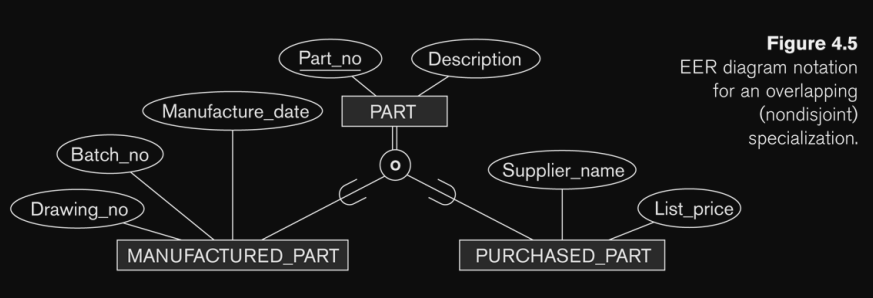 Figure 4.5
EER diagram notation
for an overlapping
(nondisjoint)
specialization.
Part_no
Description
Manufacture_date
PART
Batch_no
o
Supplier_name
Drawing_no
List_price
MANUFACTURED_PART
PURCHASED_PART